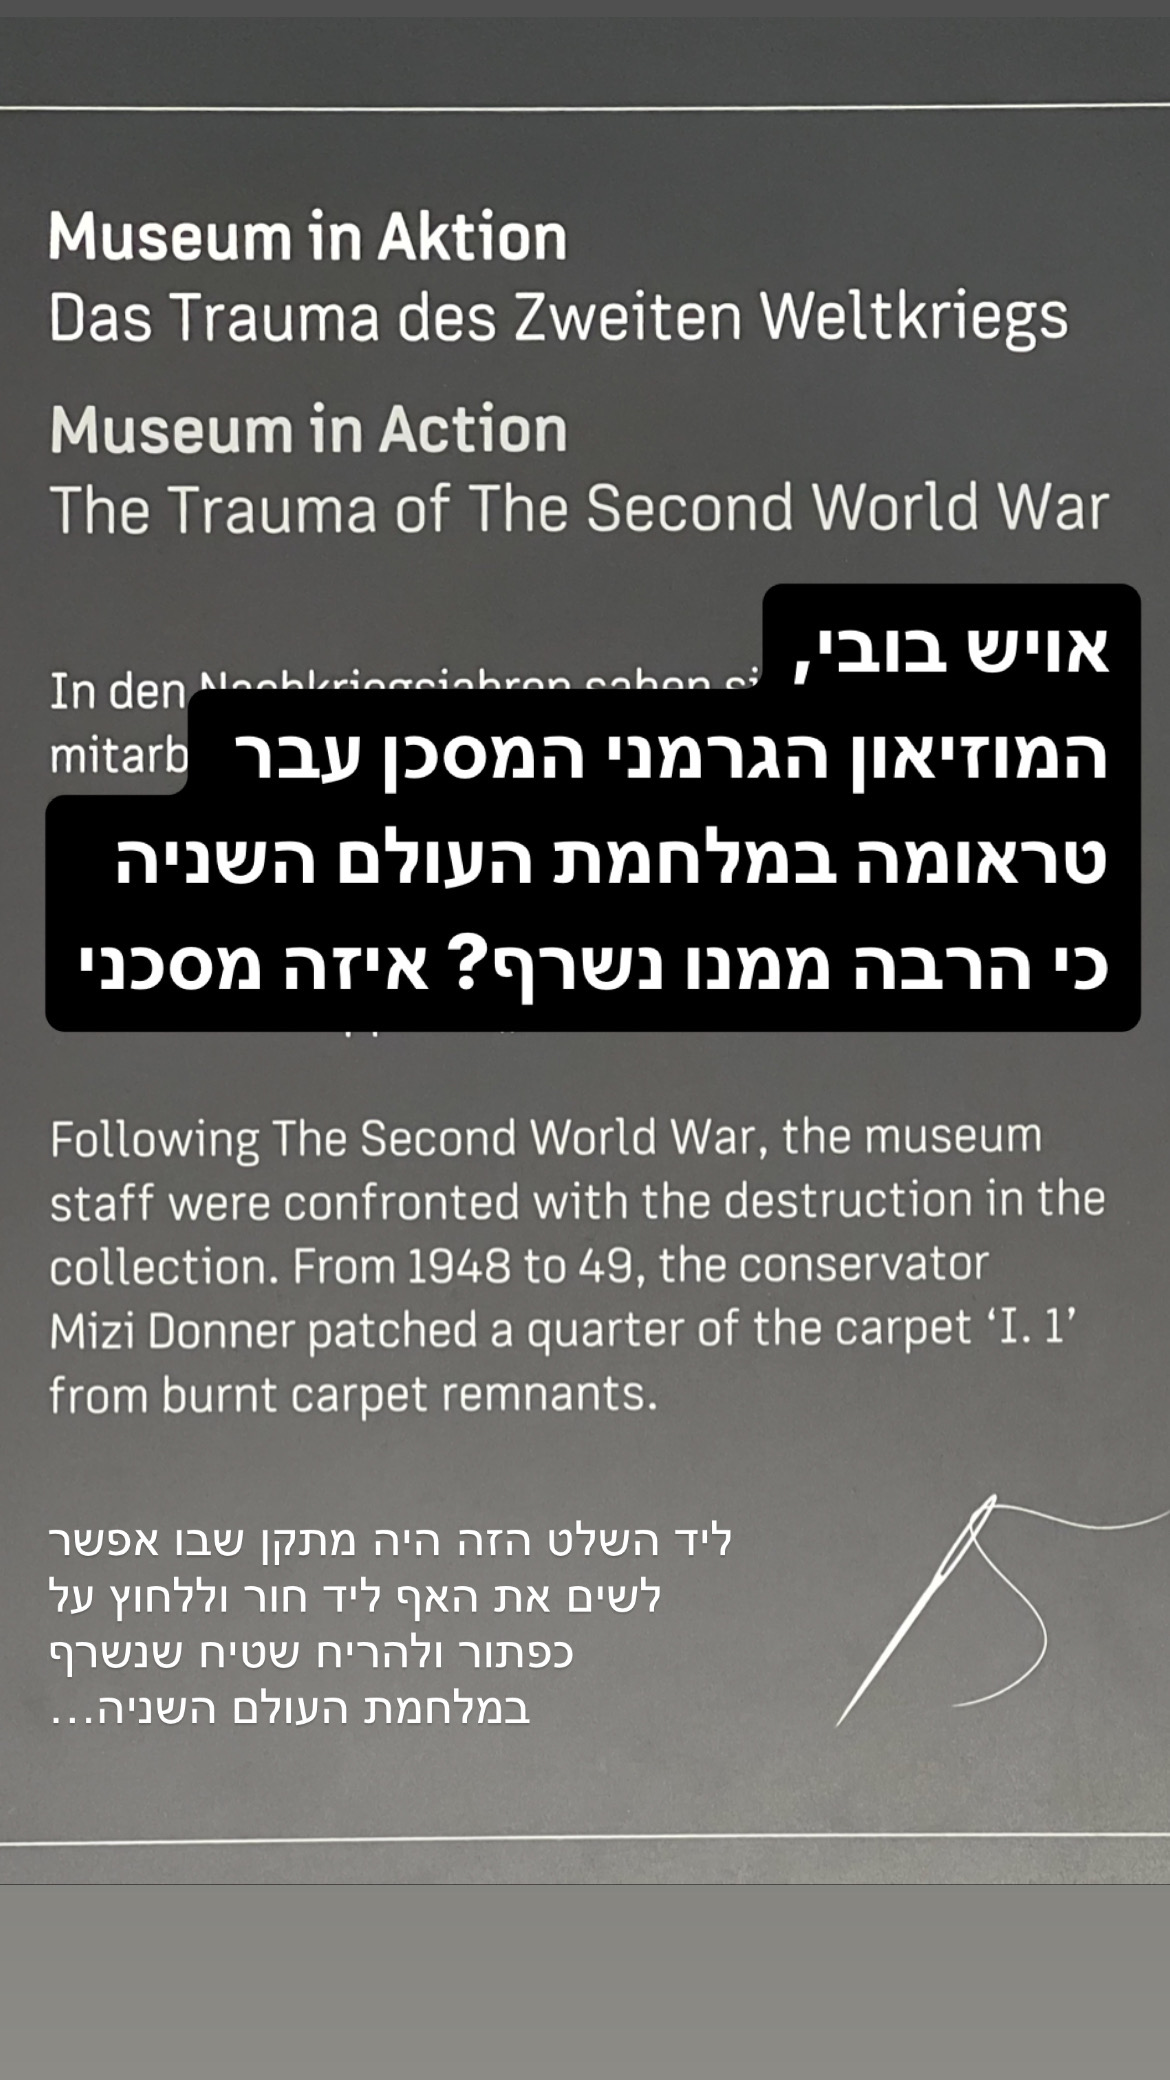 Museum in Aktion
Das Trauma des Zweiten Weltkriegs
Museum in Action
The Trauma of The Second World War
In den Nachkriegsjahren sahen
mitarb
אויש בובי,
המוזיאון הגרמני המסכן עבר
טראומה במלחמת העולם השניה
כי הרבה ממנו נשרף? איזה מסכני
Following The Second World War, the museum
staff were confronted with the destruction in the
collection. From 1948 to 49, the conservator
Mizi Donner patched a quarter of the carpet ‘I. 1’
from burnt carpet remnants.
ליד השלט הזה היה מתקן שבו אפשר
לשים את האף ליד חור וללחוץ על
כפתור ולהריח שטיח שנשרף
במלחמת העולם השניה...